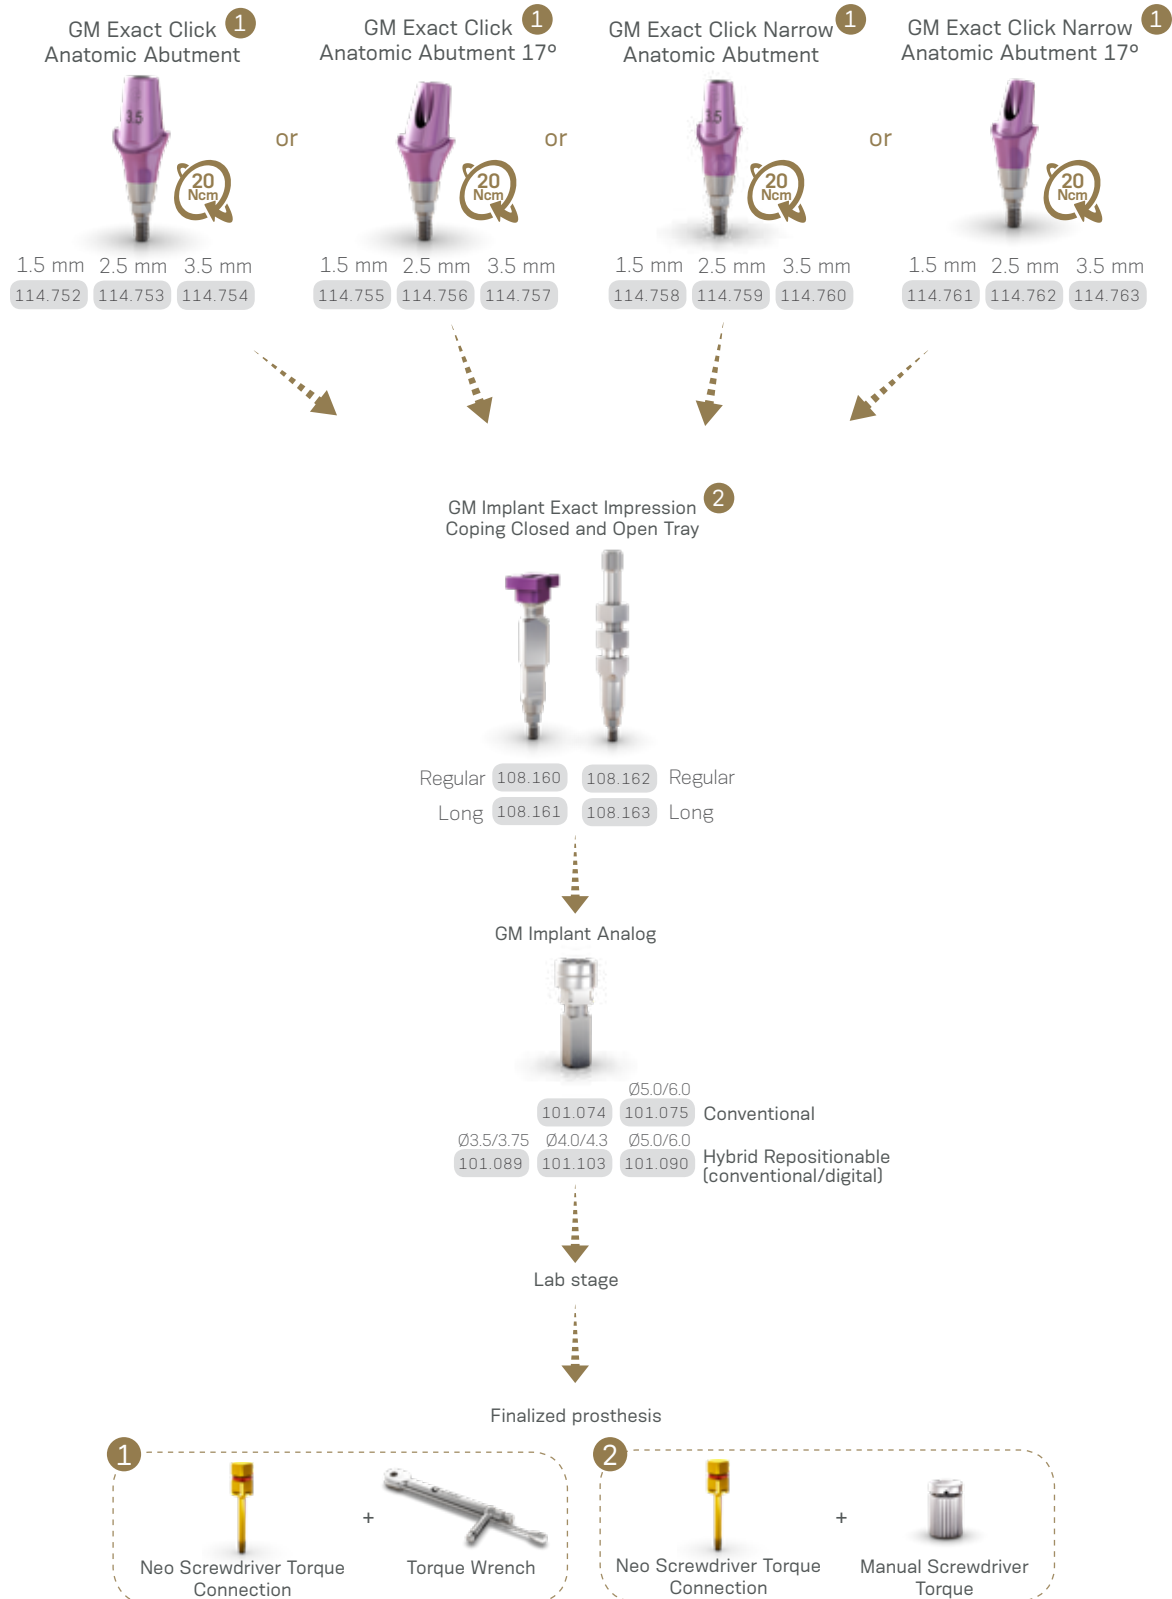 GM Exact Click 1
Anatomic Abutment
GM Exact Click 1
Anatomic Abutment 17º
GM Exact Click Narrow 1
Anatomic Abutment
GM Exact Click Narrow 1
Anatomic Abutment 17º
3.5
or
or
3.5
or
20
Ncm
20
Ncm
20
Ncm
20
Ncm
1.5 mm 2.5 mm 3.5 mm
114.752 114.753 114.754
1.5 mm 2.5 mm 3.5 mm
114.755 114.756 114.757
1.5 mm 2.5 mm 3.5 mm
114.758 114.759 114.760
1.5 mm 2.5 mm 3.5 mm
114.761 114.762 114.763
GM Implant Exact Impression 2
Coping Closed and Open Tray
Regular 108.160 108.162 Regular
Long 108.161 108.163 Long
GM Implant Analog
Ø5.0/6.0
101.074 101.075 Conventional
Ø3.5/3.75 Ø4.0/4.3 Ø5.0/6.0
101.089 101.103 101.090 Hybrid Repositionable
(conventional/digital)
Lab stage
Finalized prosthesis
1
+
Neo Screwdriver Torque
Connection
Torque Wrench
2
+
Neo Screwdriver Torque
Connection
Manual Screwdriver
Torque